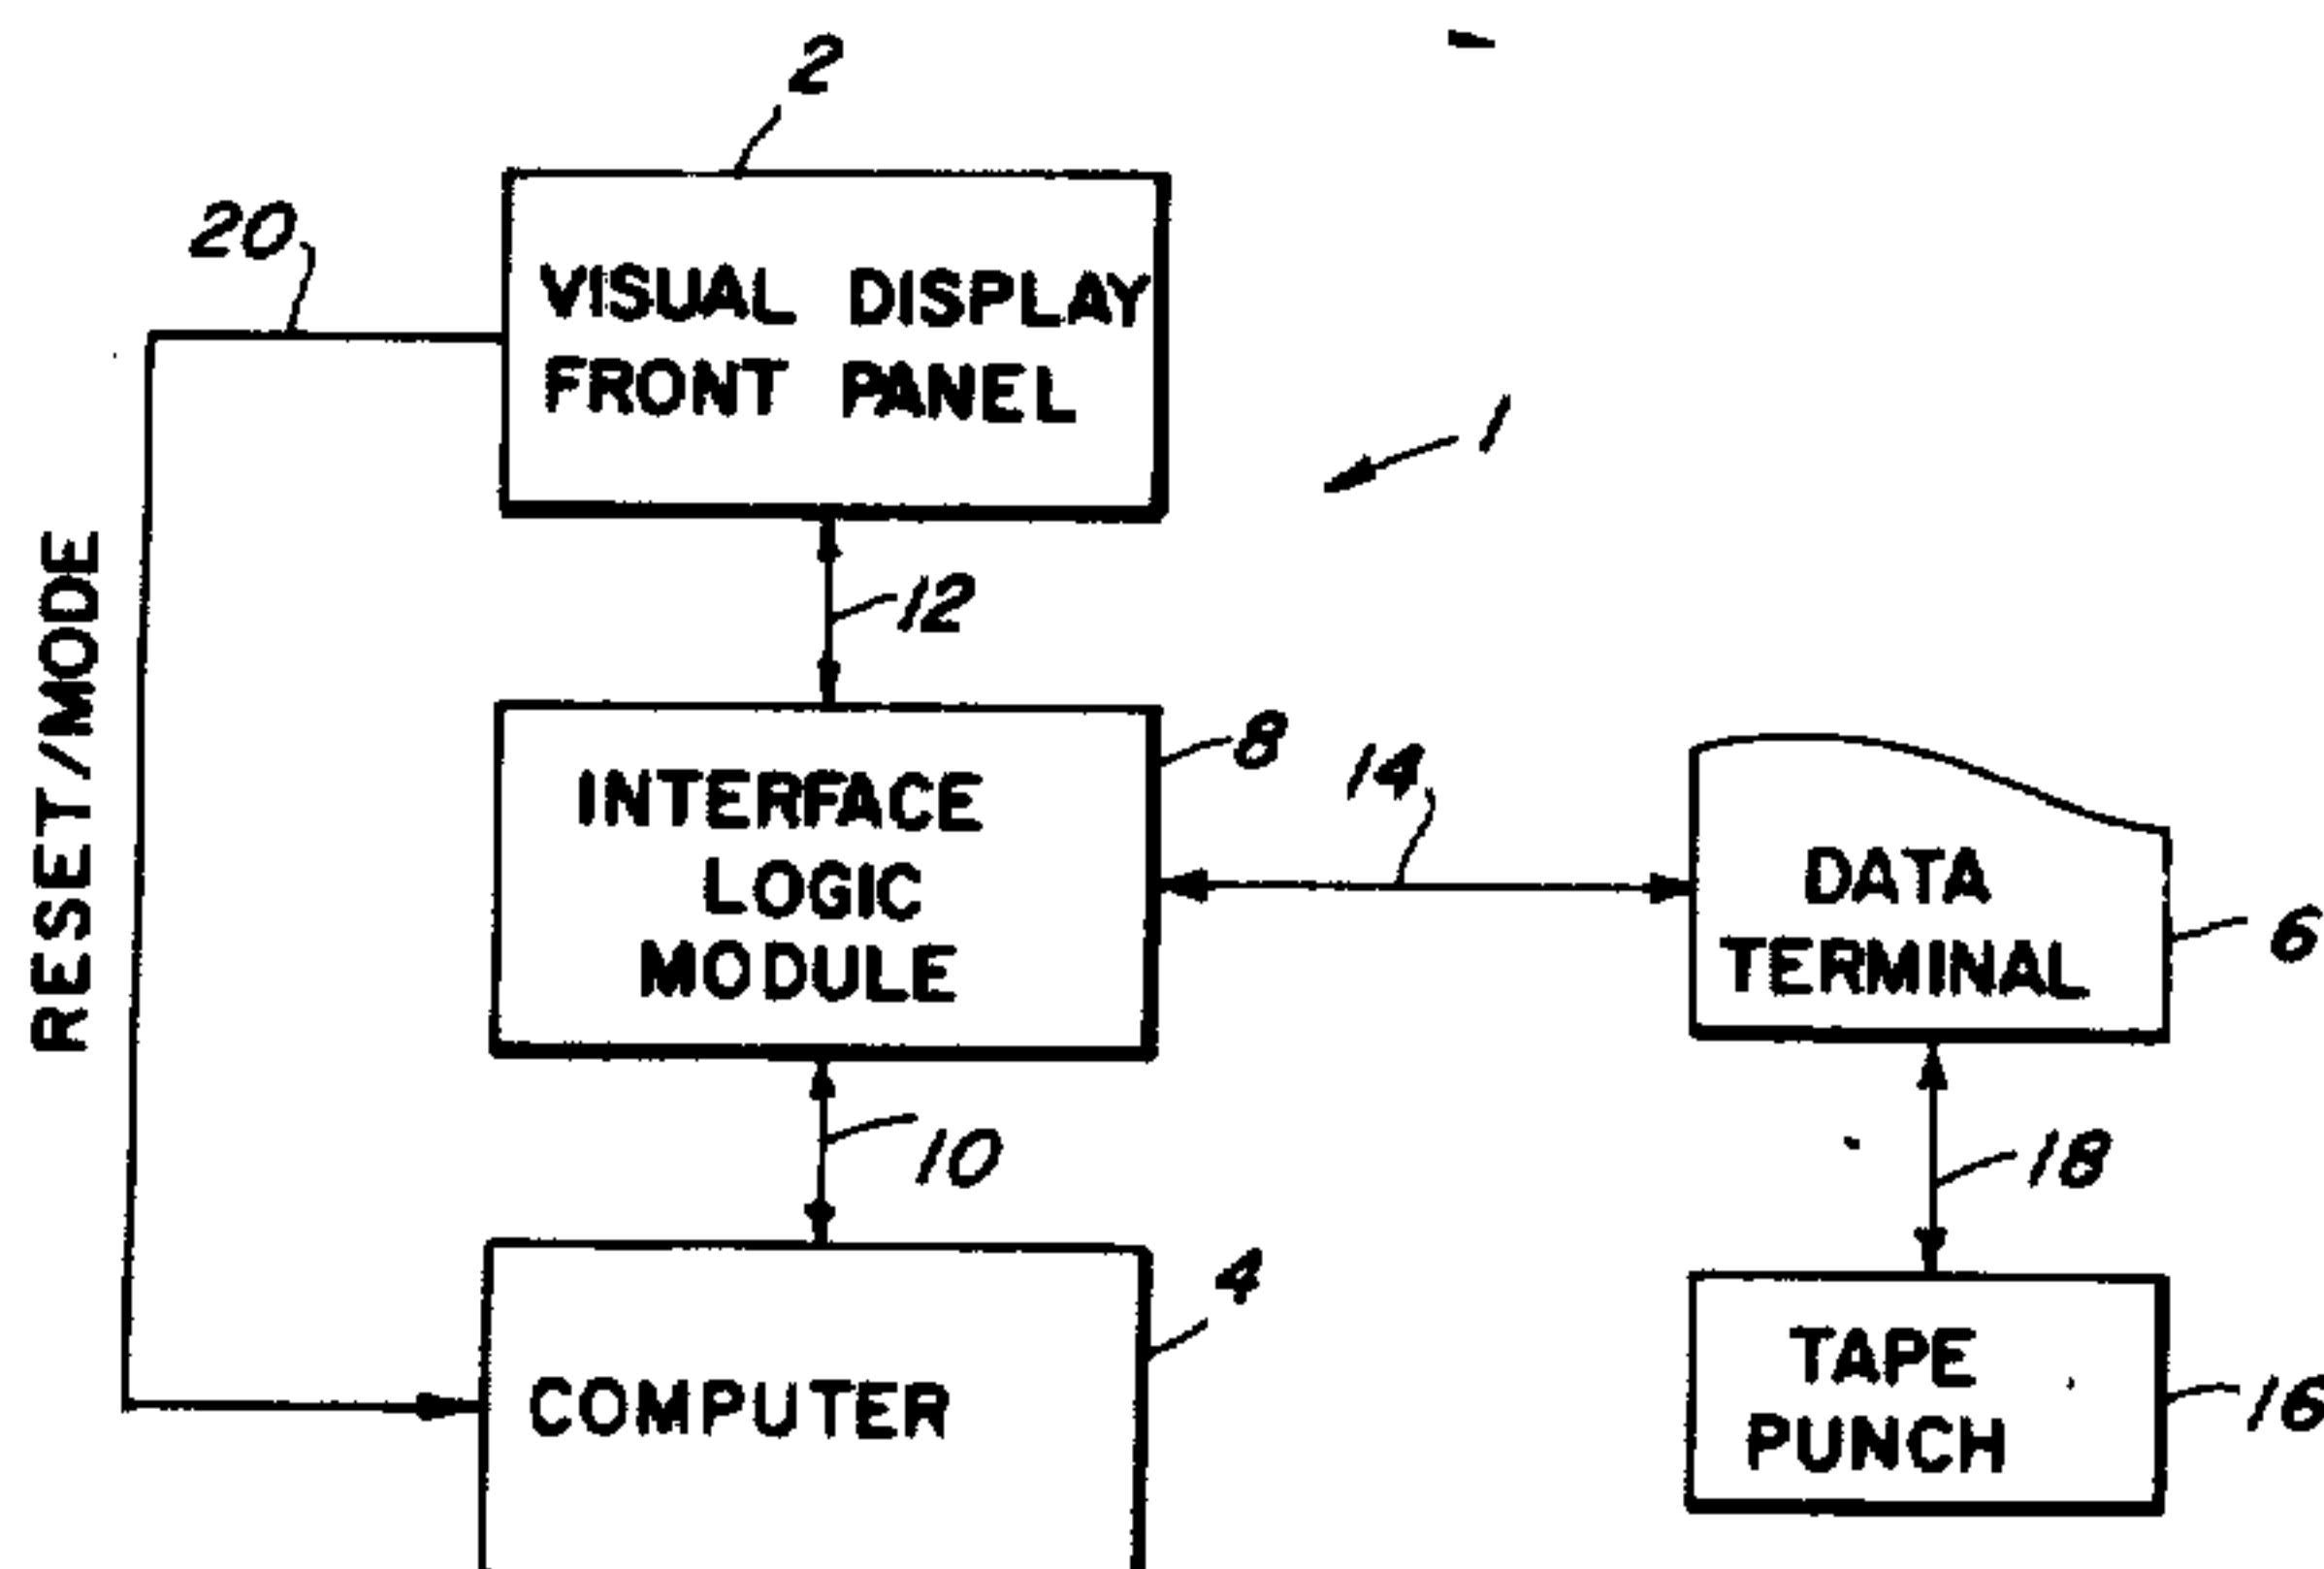 2
20
VISUAL DISPLAY
FRONT PANEL
1
RESET/MODE
12
INTERFACE
LOGIC
MODULE
8
14
DATA
TERMINAL
6
10
18
4
COMPUTER
TAPE
PUNCH
16